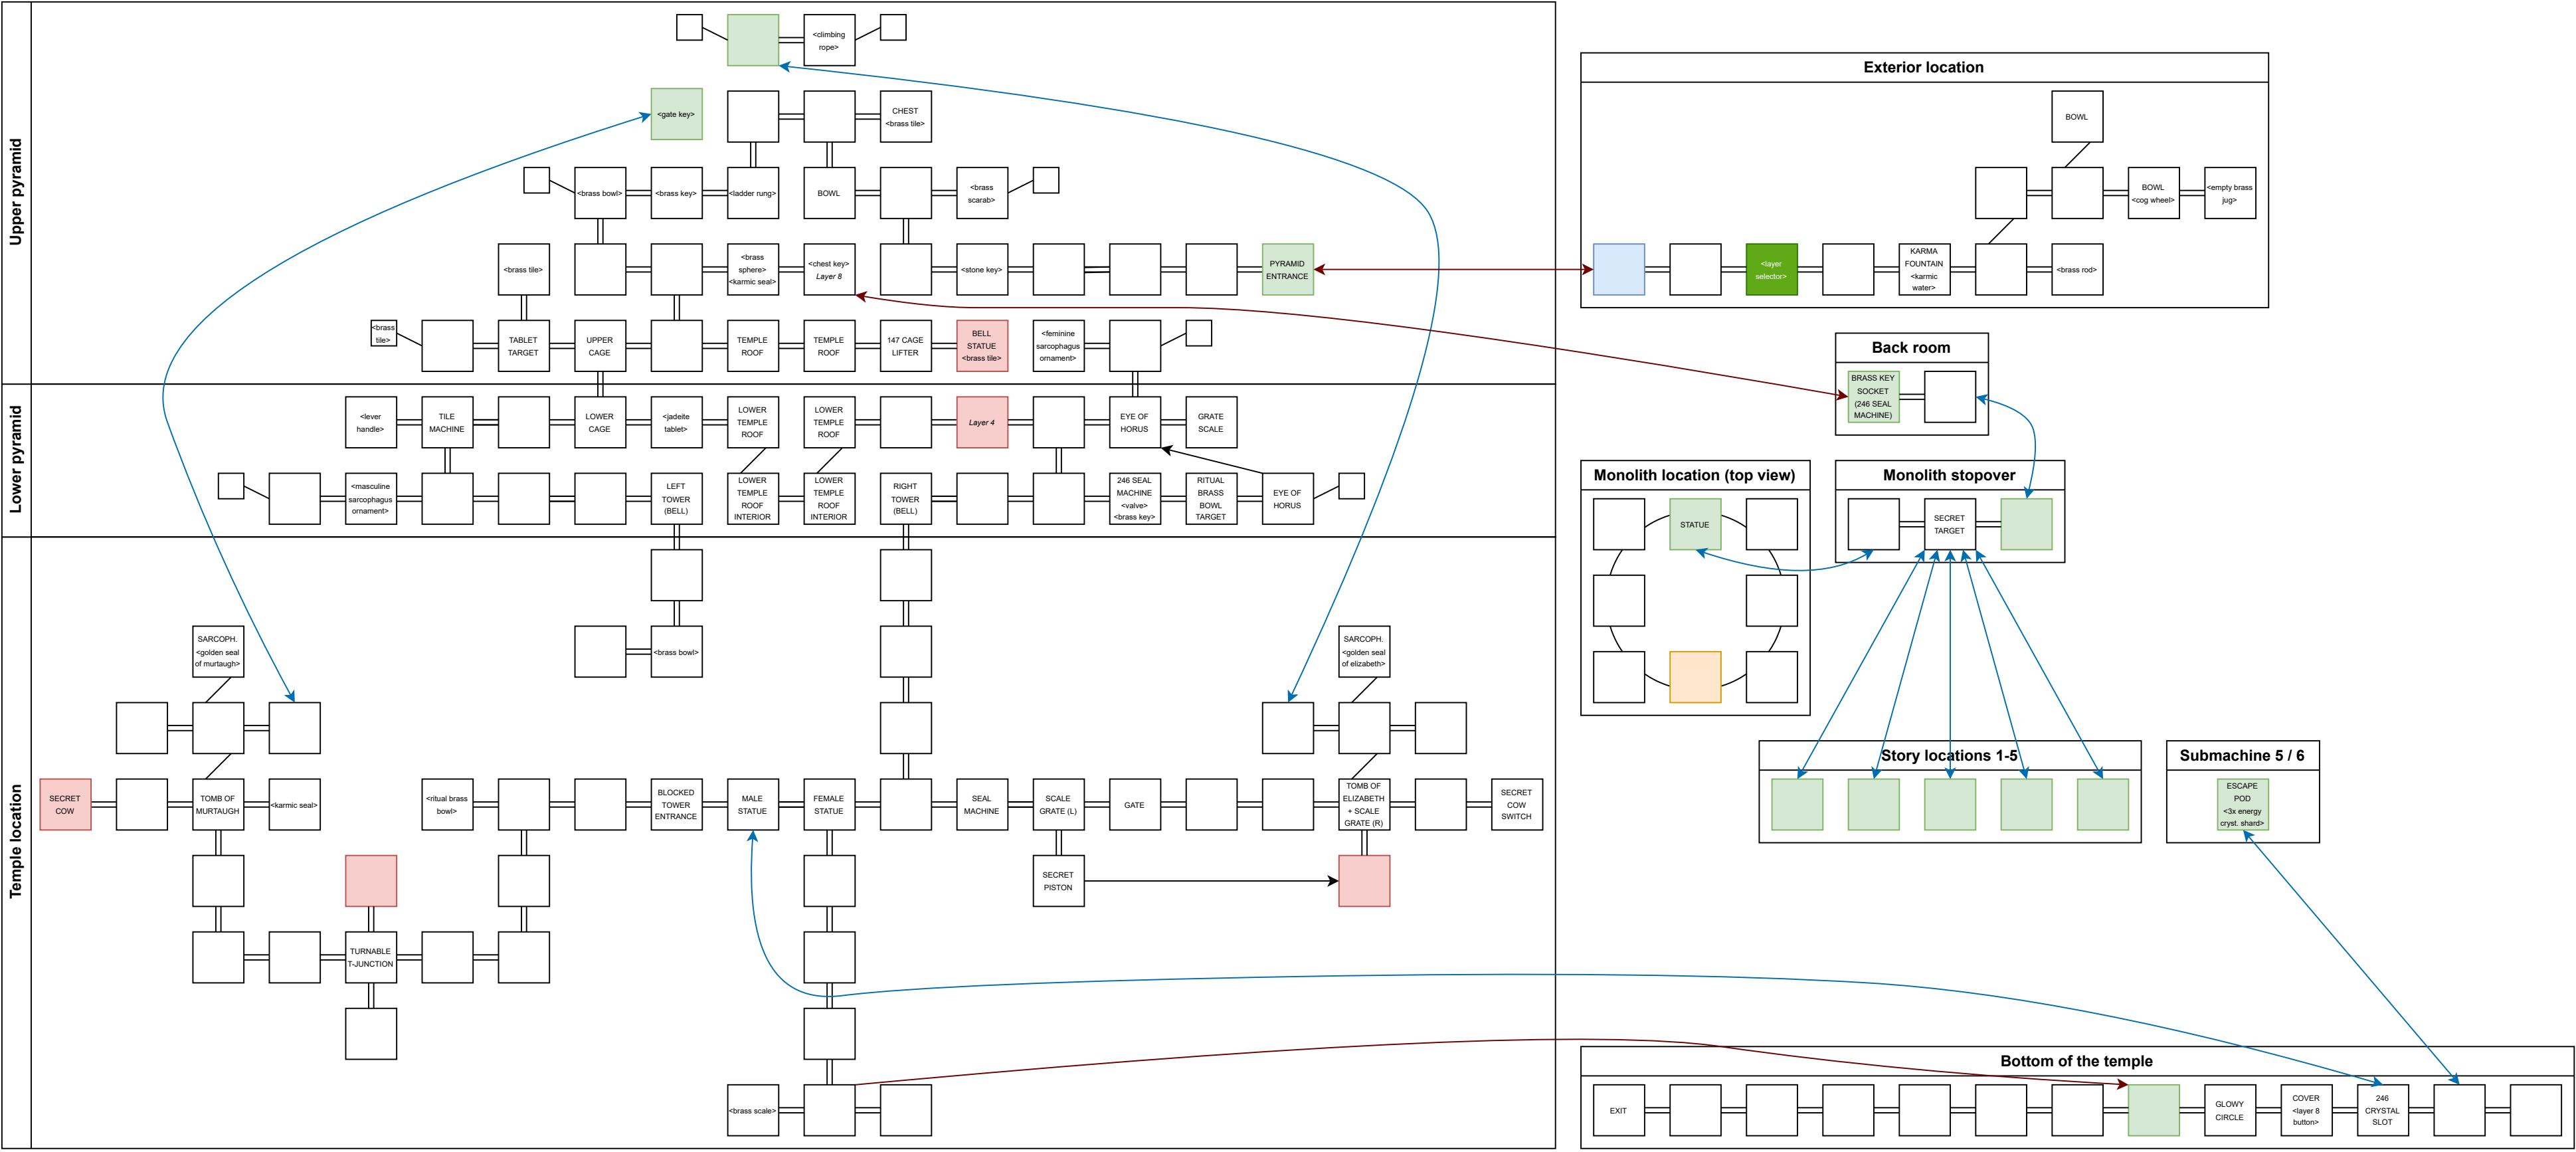 Upper pyramid
<climbing
rope>
<gate key>
CHEST
<brass tile>
<brass bowl>
<brass key>
<ladder rung>
BOWL
<brass
scarab>
<brass tile>
<brass
sphere>
<karmic seal>
<chest key>
Layer 8
<stone key>
PYRAMID
ENTRANCE
<brass
tile>
TABLET
TARGET
UPPER
CAGE
TEMPLE
ROOF
TEMPLE
ROOF
147 CAGE
LIFTER
BELL
STATUE
<brass tile>
<feminine
sarcophagus
ornament>
Lower pyramid
<lever
handle>
TILE
MACHINE
LOWER
CAGE
<jadeite
tablet>
LOWER
TEMPLE
ROOF
LOWER
TEMPLE
ROOF
Layer 4
EYE OF
HORUS
GRATE
SCALE
<masculine
sarcophagus
ornament>
LEFT
TOWER
(BELL)
LOWER
TEMPLE
ROOF
INTERIOR
LOWER
TEMPLE
ROOF
INTERIOR
RIGHT
TOWER
(BELL)
246 SEAL
MACHINE
<valve>
<brass key>
RITUAL
BRASS
BOWL
TARGET
EYE OF
HORUS
Temple location
SARCOPH.
<golden seal
of murtaugh>
<brass bowl>
SARCOPH.
<golden seal
of elizabeth>
SECRET
COW
TOMB OF
MURTAUGH
<karmic seal>
<ritual brass
bowl>
BLOCKED
TOWER
ENTRANCE
MALE
STATUE
FEMALE
STATUE
SEAL
MACHINE
SCALE
GRATE (L)
GATE
TOMB OF
ELIZABETH
+ SCALE
GRATE (R)
SECRET
COW
SWITCH
SECRET
PISTON
TURNABLE
T-JUNCTION
<brass scale>
Exterior location
BOWL
BOWL
<cog wheel>
<empty brass
jug>
<layer
selector>
KARMA
FOUNTAIN
<karmic
water>
<brass rod>
Back room
BRASS KEY
SOCKET
(246 SEAL
MACHINE)
Monolith location (top view)
STATUE
Monolith stopover
SECRET
TARGET
Story locations 1-5
Submachine 5 / 6
ESCAPE
POD
<3x energy
cryst. shard>
Bottom of the temple
EXIT
GLOWY
CIRCLE
COVER
<layer 8
button>
246
CRYSTAL
SLOT